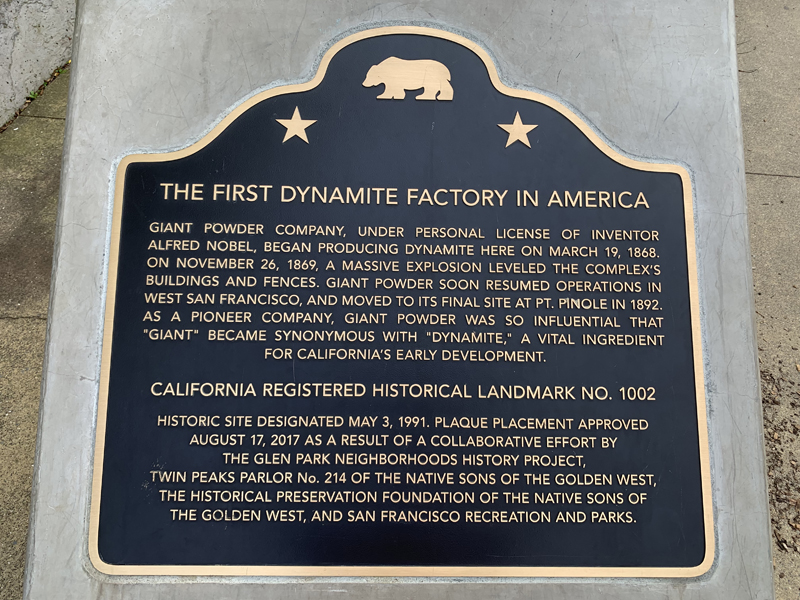 THE FIRST DYNAMITE FACTORY IN AMERICA
GIANT POWDER COMPANY, UNDER PERSONAL LICENSE OF INVENTOR
ALFRED NOBEL, BEGAN PRODUCING DYNAMITE HERE ON MARCH 19, 1868.
ON NOVEMBER 26, 1869, A MASSIVE EXPLOSION LEVELED THE COMPLEX'S
BUILDINGS AND FENCES. GIANT POWDER SOON RESUMED OPERATIONS IN
WEST SAN FRANCISCO, AND MOVED TO ITS FINAL SITE AT PT. PINOLE IN 1892.
AS A PIONEER COMPANY, GIANT POWDER WAS SO INFLUENTIAL THAT
"GIANT" BECAME SYNONYMOUS WITH "DYNAMITE," A VITAL INGREDIENT
FOR CALIFORNIA'S EARLY DEVELOPMENT.
CALIFORNIA REGISTERED HISTORICAL LANDMARK NO. 1002
HISTORIC SITE DESIGNATED MAY 3, 1991. PLAQUE PLACEMENT APPROVED
AUGUST 17, 2017 AS A RESULT OF A COLLABORATIVE EFFORT BY
THE GLEN PARK NEIGHBORHOODS HISTORY PROJECT,
TWIN PEAKS PARLOR No. 214 OF THE NATIVE SONS OF THE GOLDEN WEST,
THE HISTORICAL PRESERVATION FOUNDATION OF THE NATIVE SONS OF
THE GOLDEN WEST, AND SAN FRANCISCO RECREATION AND PARKS.